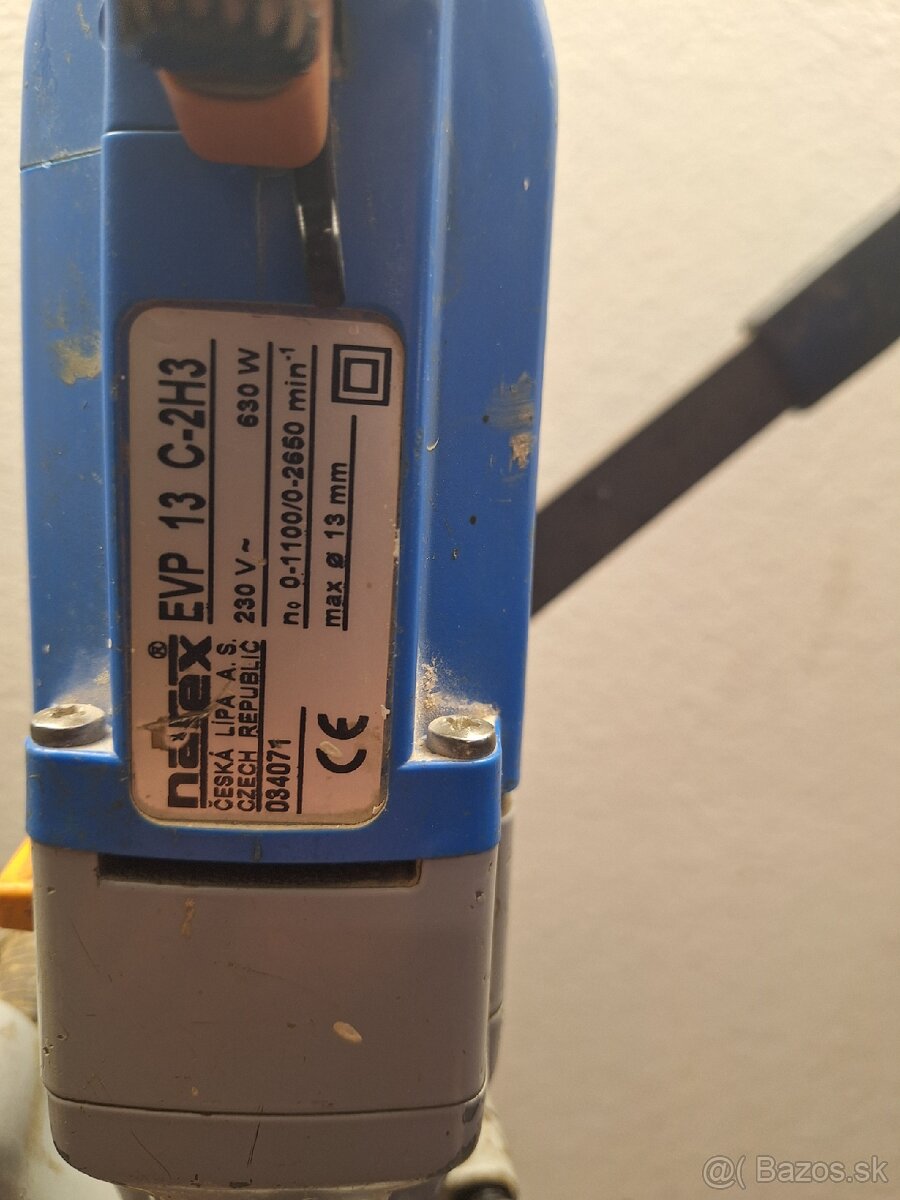 narex®
ČESKÁ LÍPA A. S.
CZECH REPUBLIC
034071
CE
EVP 13 C-2H3
230 V ~ 630 W
n₀ 0-1100/0-2650 min⁻¹
max ø 13 mm
@( Bazos.sk